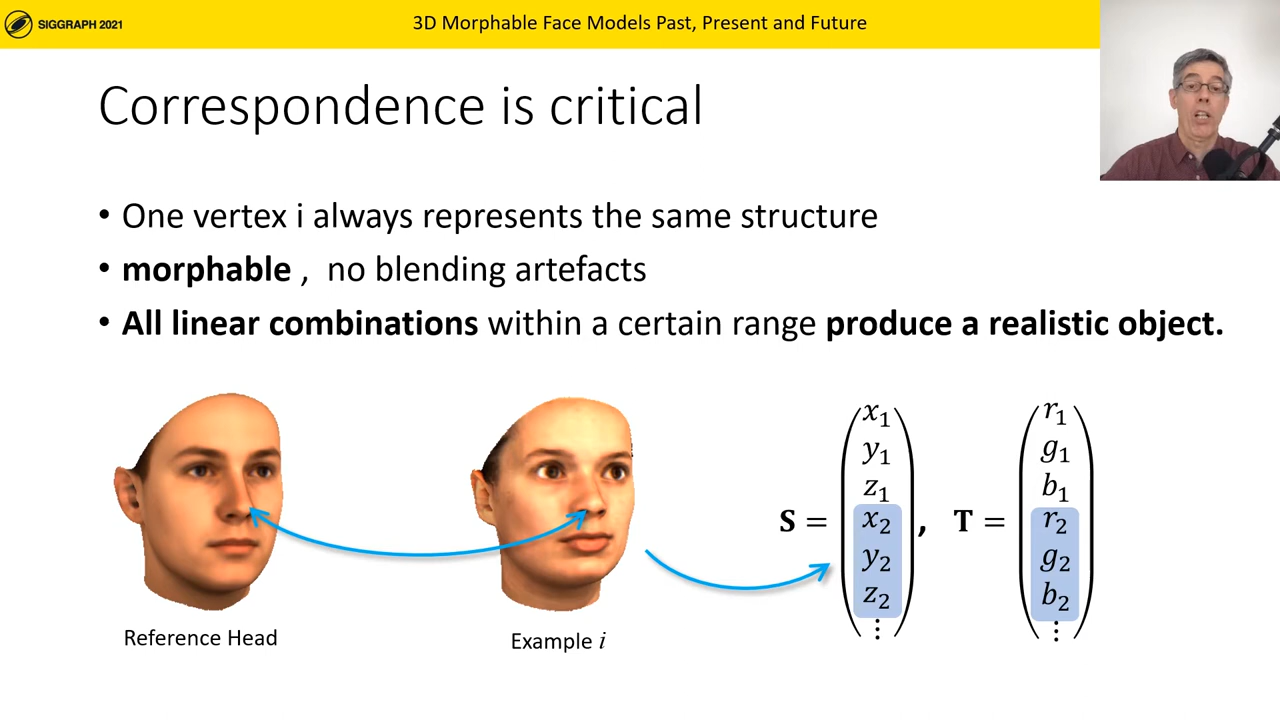 SIGGRAPH 2021
3D Morphable Face Models Past, Present and Future
Correspondence is critical
• One vertex i always represents the same structure
• morphable , no blending artefacts
• All linear combinations within a certain range produce a realistic object.
S = (x₁ y₁ z₁ x₂ y₂ z₂ ⋮) , T = (r₁ g₁ b₁ r₂ g₂ b₂ ⋮)
Reference Head
Example i